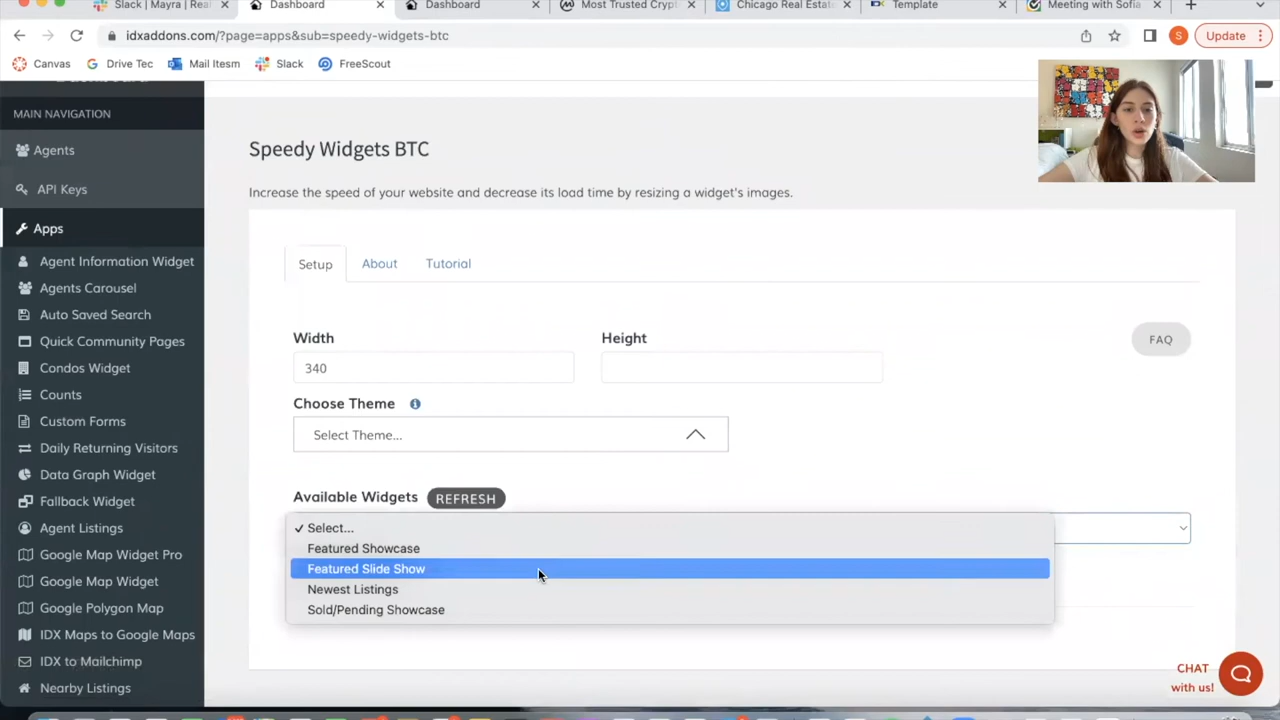 Slack | Mayra | Real
Dashboard
Dashboard
Most Trusted Crypt
Chicago Real Estate
Template
Meeting with Sofia
idxaddons.com/?page=apps&sub=speedy-widgets-btc
S
Update
Canvas
Drive Tec
Mail Itesm
Slack
FreeScout
MAIN NAVIGATION
Agents
API Keys
Apps
Agent Information Widget
Agents Carousel
Auto Saved Search
Quick Community Pages
Condos Widget
Counts
Custom Forms
Daily Returning Visitors
Data Graph Widget
Fallback Widget
Agent Listings
Google Map Widget Pro
Google Map Widget
Google Polygon Map
IDX Maps to Google Maps
IDX to Mailchimp
Nearby Listings
Speedy Widgets BTC
Increase the speed of your website and decrease its load time by resizing a widget's images.
Setup
About
Tutorial
Width
Height
FAQ
340
Choose Theme
Select Theme...
Available Widgets
REFRESH
✓ Select...
Featured Showcase
Featured Slide Show
Newest Listings
Sold/Pending Showcase
CHAT
with us!